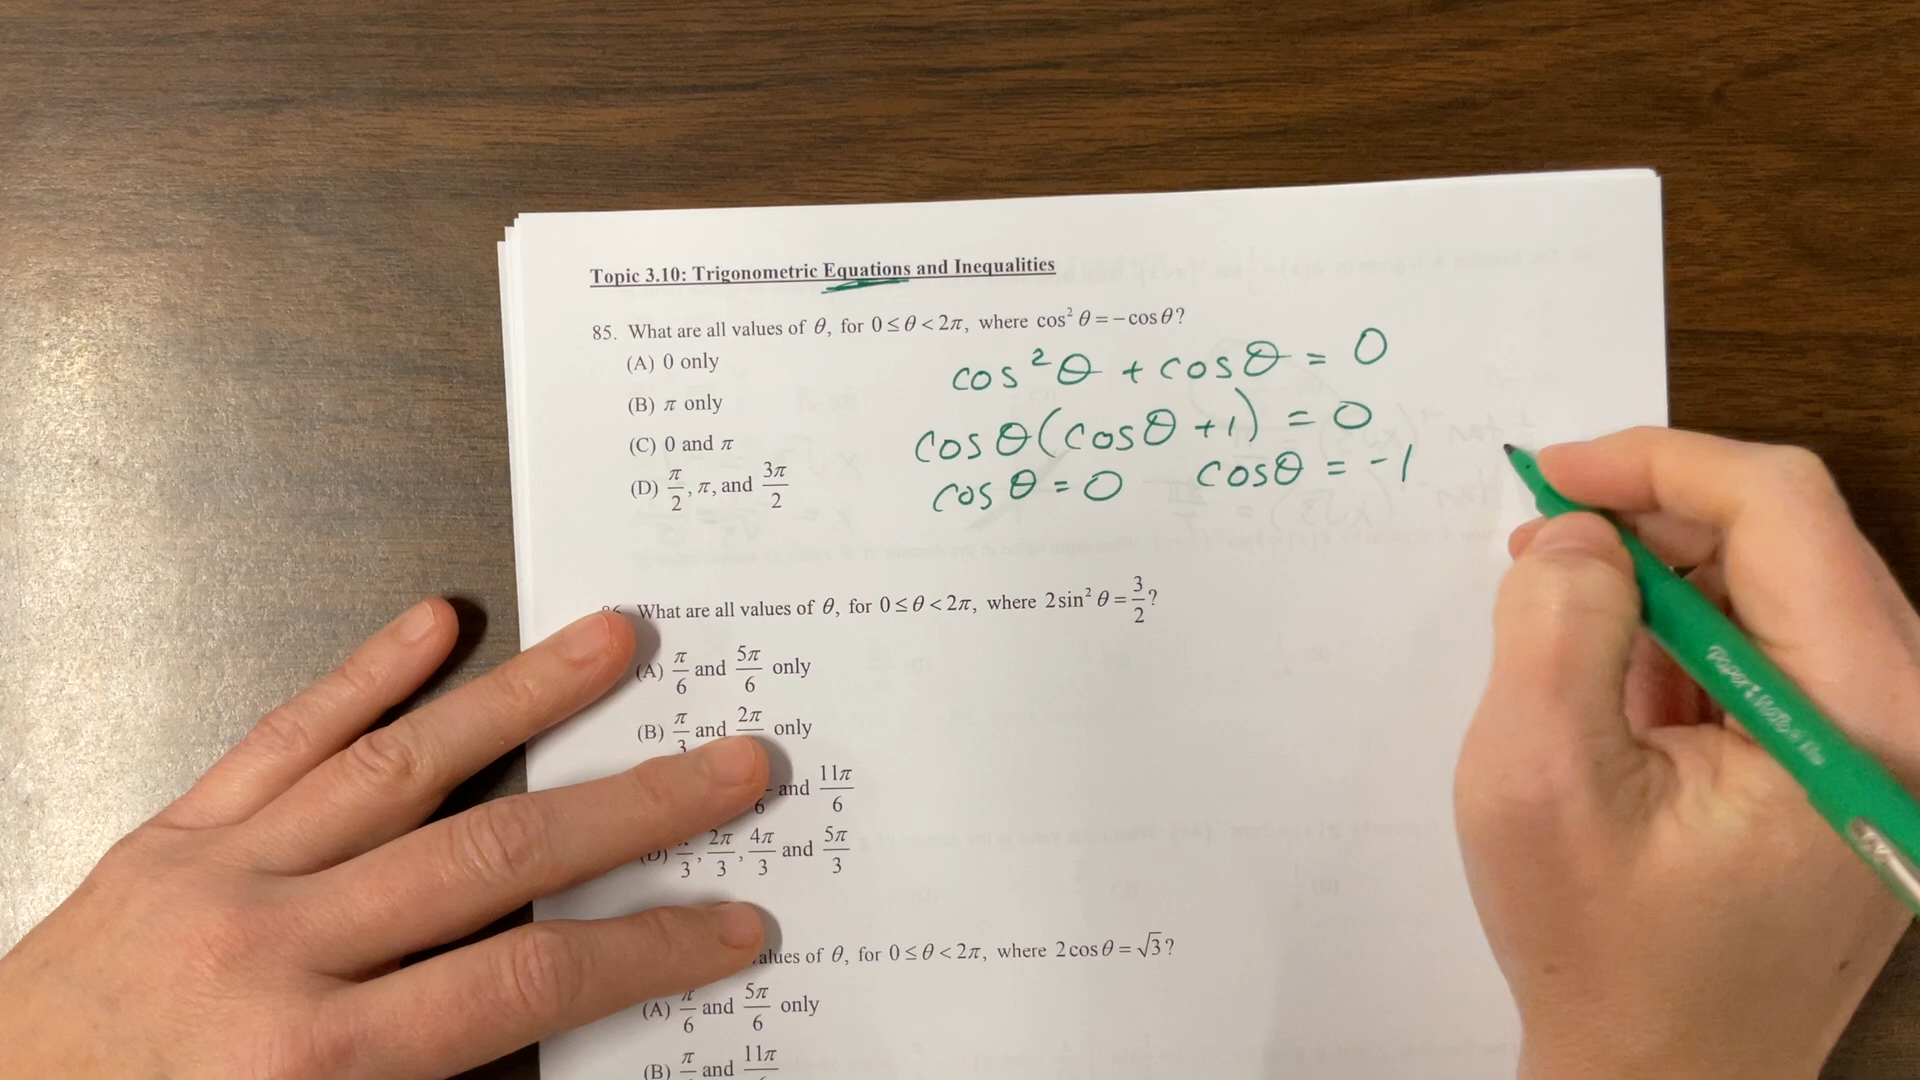 Topic 3.10: Trigonometric Equations and Inequalities
85. What are all values of θ, for 0 ≤ θ < 2π, where cos² θ = −cos θ?
(A) 0 only
(B) π only
(C) 0 and π
(D) π/2, π, and 3π/2
cos²θ + cosθ = 0
cosθ(cosθ + 1) = 0
cosθ = 0 cosθ = -1
What are all values of θ, for 0 ≤ θ < 2π, where 2 sin² θ = 3/2?
(A) π/6 and 5π/6 only
(B) π/3 and 2π only
and 11π/6
2π/3, 4π/3 and 5π/3
of θ, for 0 ≤ θ < 2π, where 2 cos θ = √3?
(A) π/6 and 5π/6 only
(B) π and 11π
Paper Mate